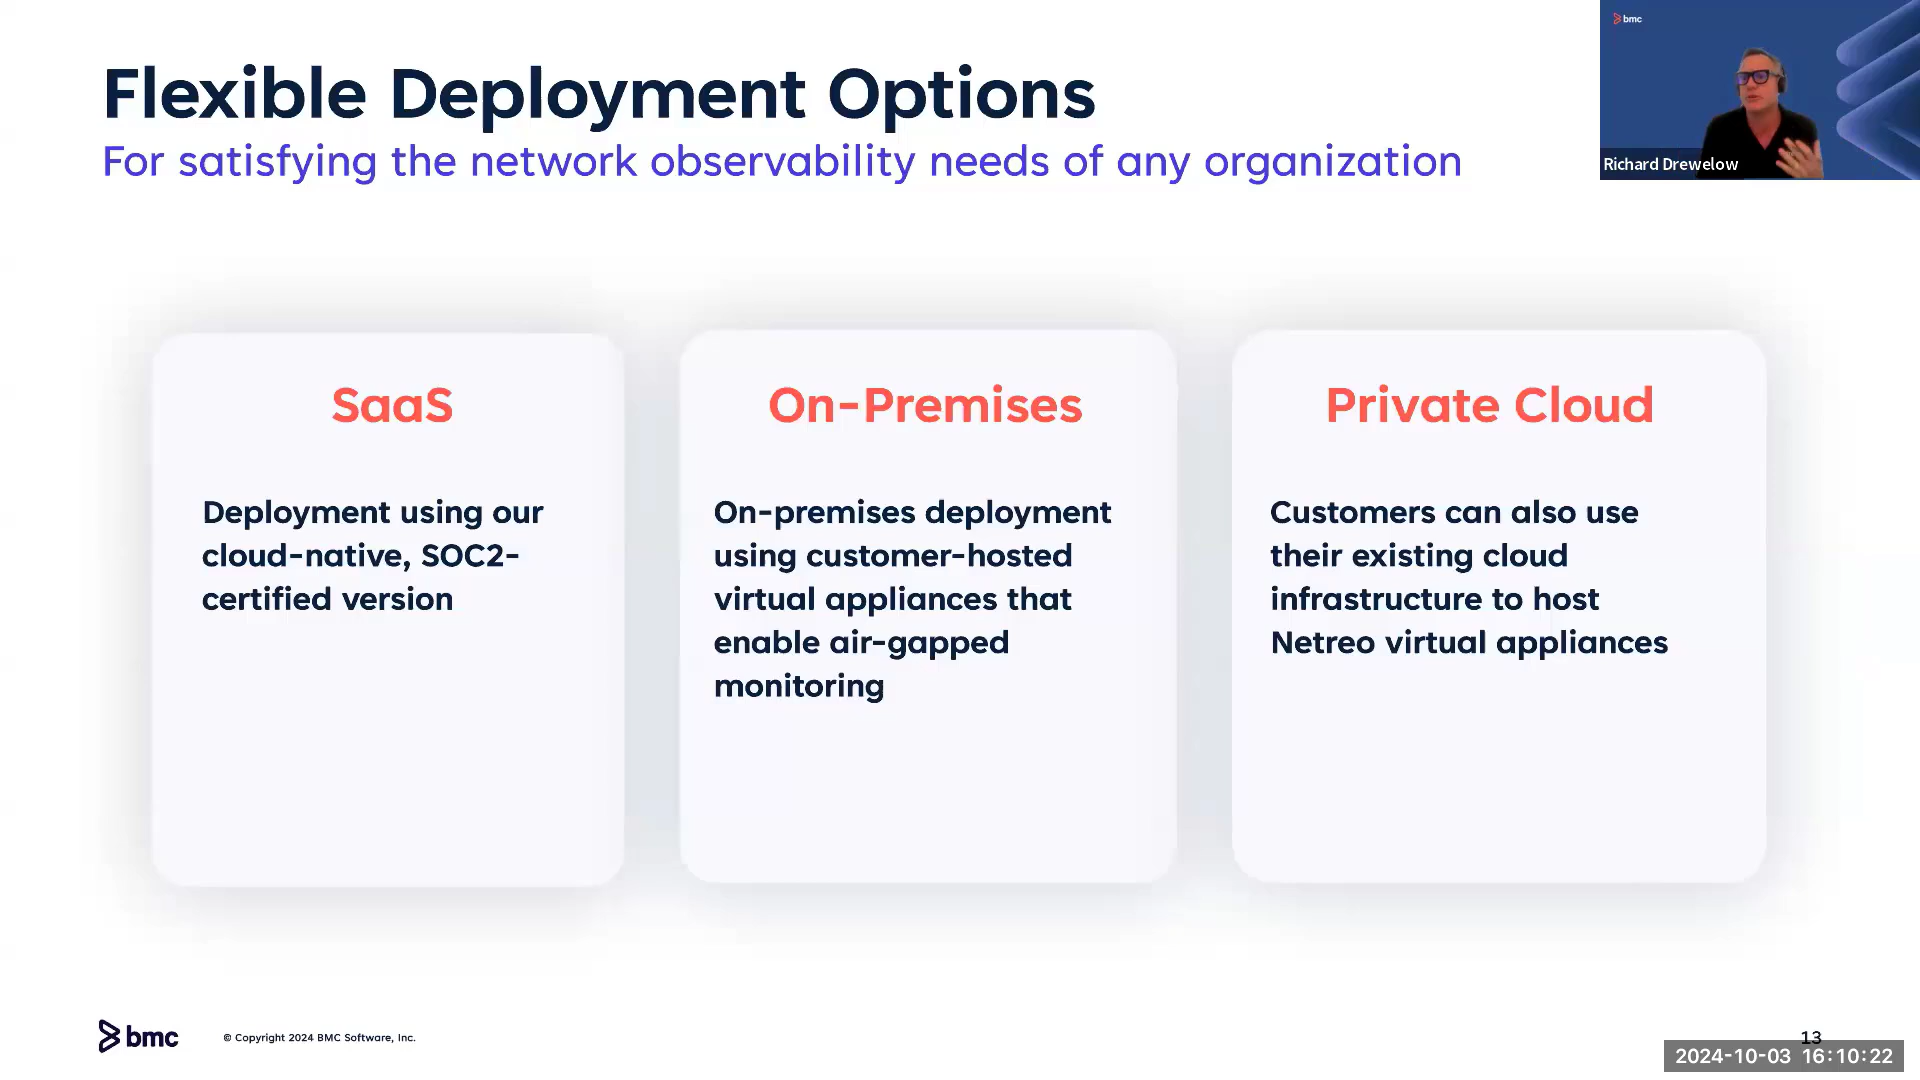 bmc
Flexible Deployment Options
For satisfying the network observability needs of any organization
Richard Drewelow
SaaS
Deployment using our
cloud-native, SOC2-
certified version
On-Premises
On-premises deployment
using customer-hosted
virtual appliances that
enable air-gapped
monitoring
Private Cloud
Customers can also use
their existing cloud
infrastructure to host
Netreo virtual appliances
bmc
© Copyright 2024 BMC Software, Inc.
13
2024-10-03 16:10:22